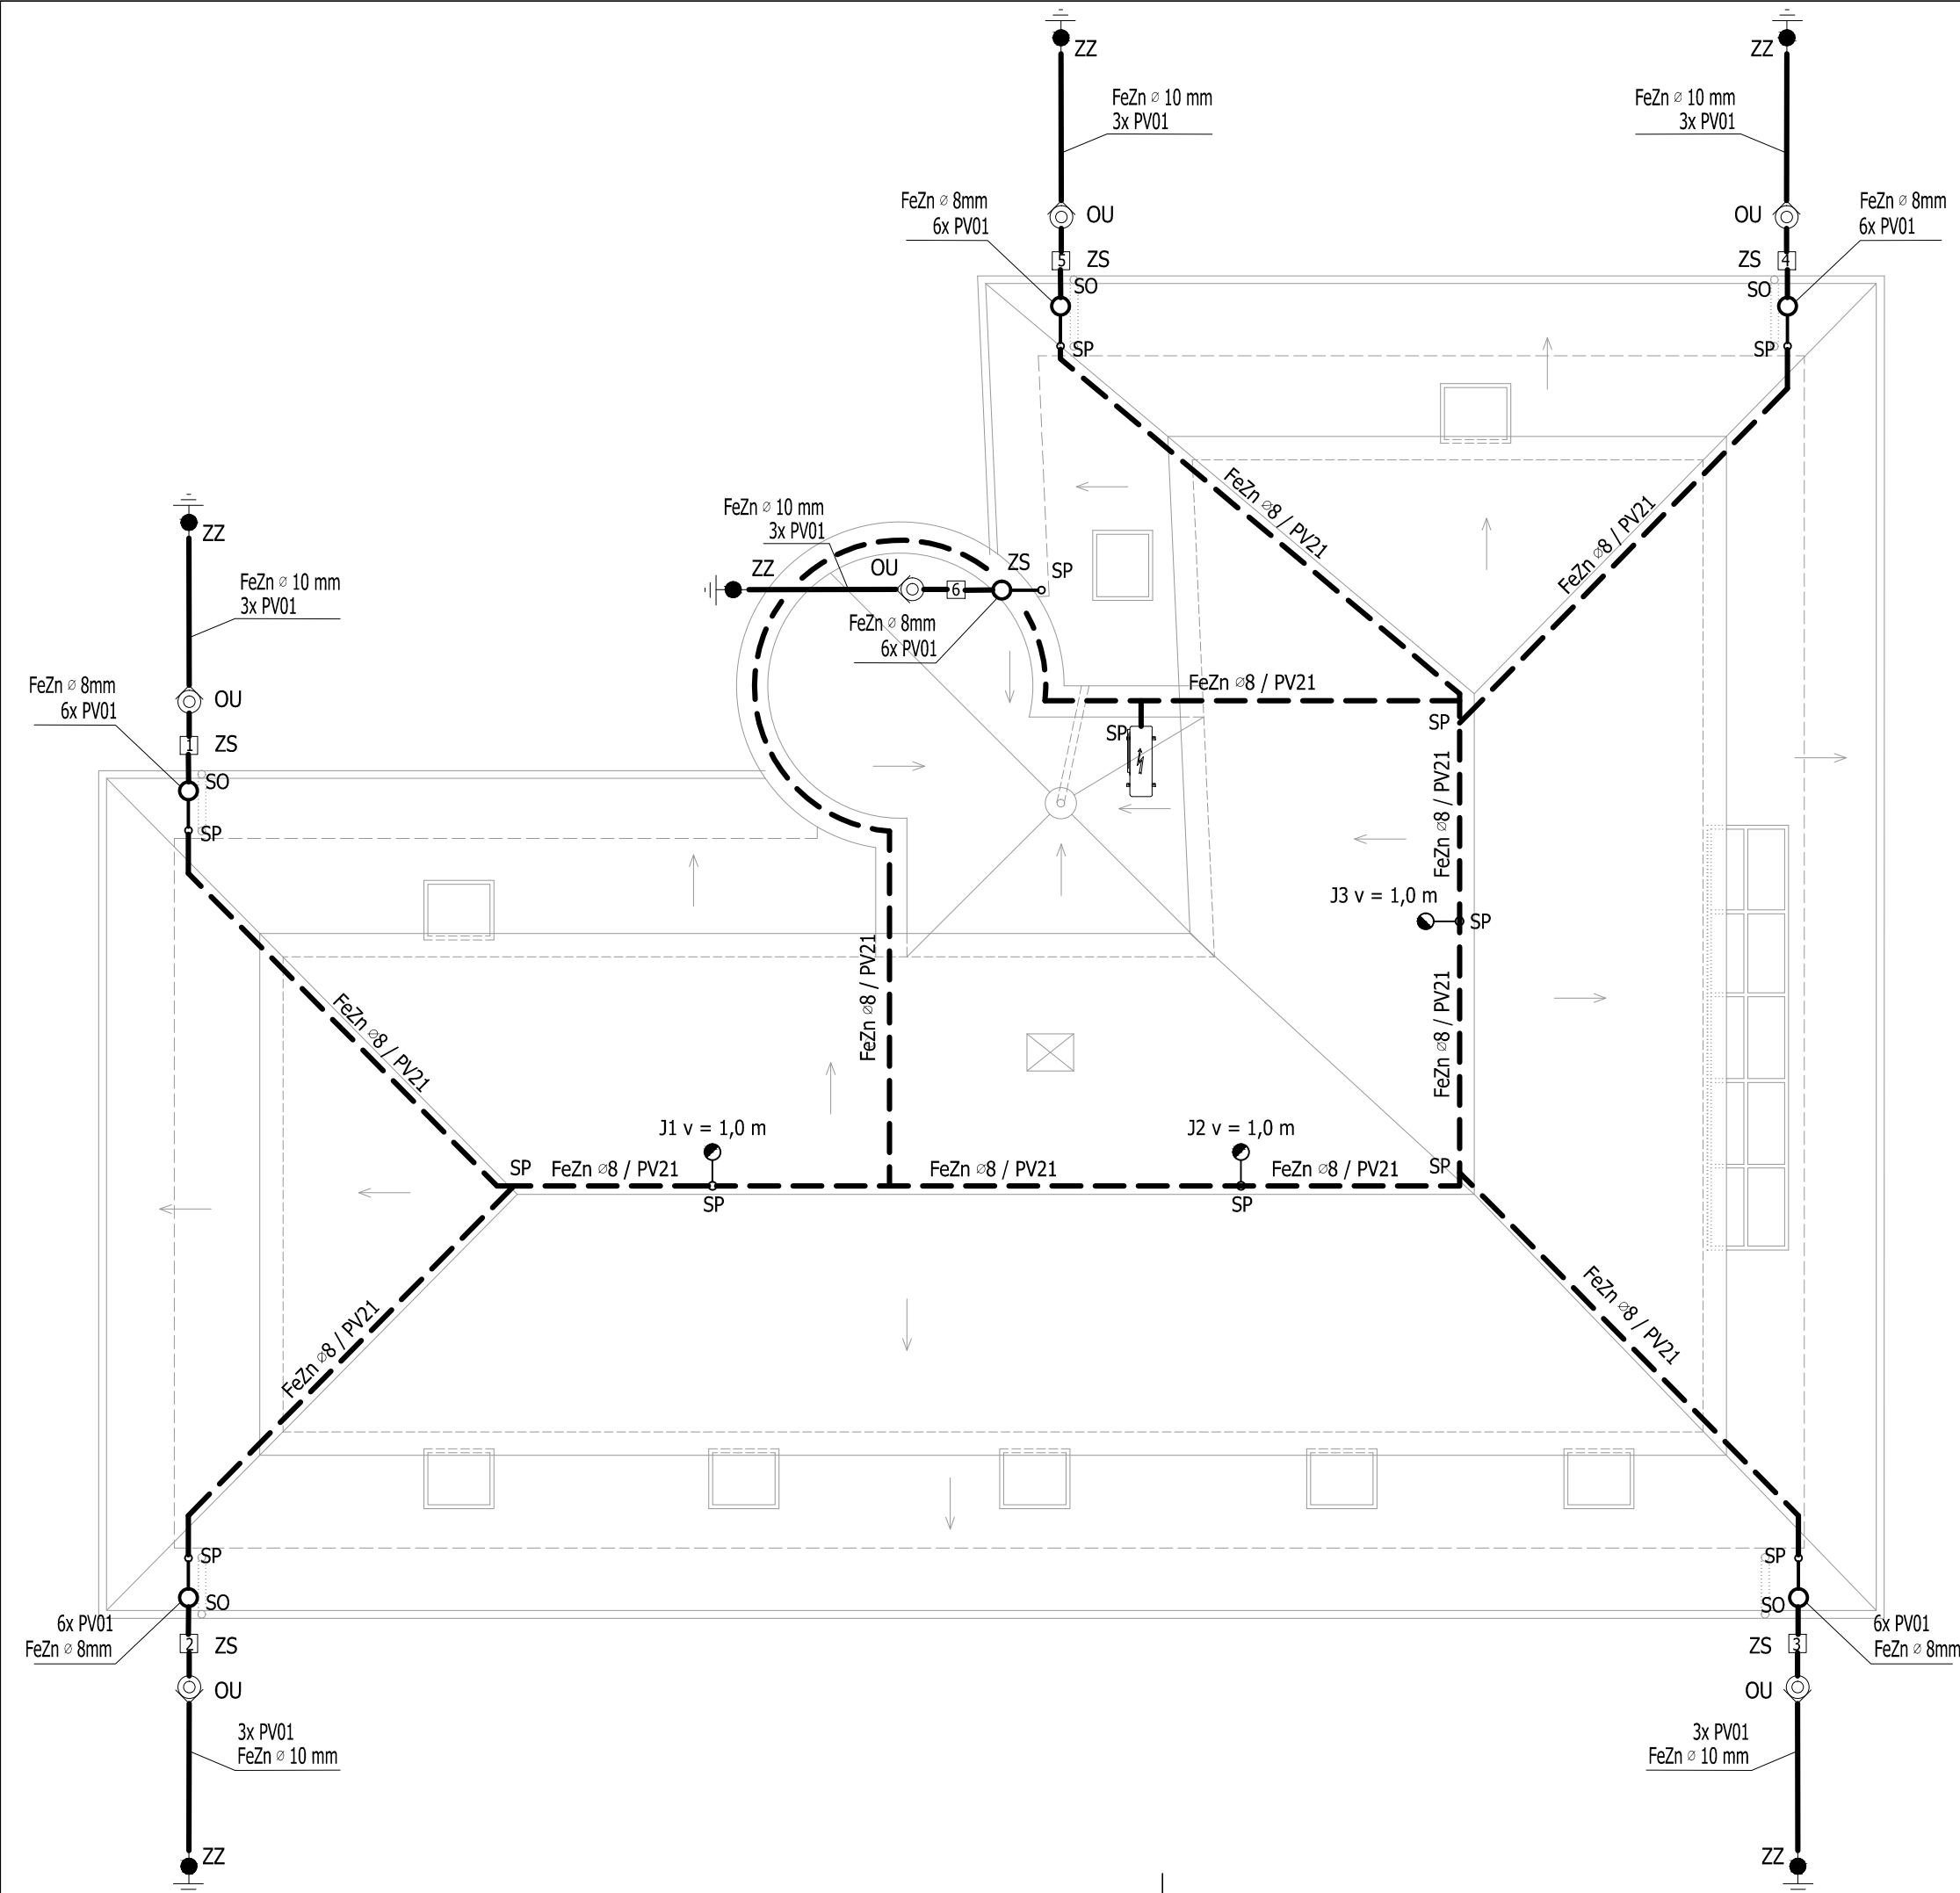 ZZ
ZZ
FeZn ⌀ 10 mm
3x PV01
FeZn ⌀ 10 mm
3x PV01
FeZn ⌀ 8mm
6x PV01
OU
OU
FeZn ⌀ 8mm
6x PV01
5
ZS
ZS
4
SO
SO
SP
SP
FeZn ⌀8 / PV21
FeZn ⌀8 / PV21
ZZ
FeZn ⌀ 10 mm
3x PV01
ZZ
OU
ZS
SP
6
FeZn ⌀ 8mm
6x PV01
FeZn ⌀ 10 mm
3x PV01
FeZn ⌀ 8mm
6x PV01
OU
1
ZS
SO
SP
FeZn ⌀8 / PV21
SP
SP
FeZn ⌀8 / PV21
J3 v = 1,0 m
SP
FeZn ⌀8 / PV21
FeZn ⌀8 / PV21
FeZn ⌀8 / PV21
J1 v = 1,0 m
J2 v = 1,0 m
SP
FeZn ⌀8 / PV21
FeZn ⌀8 / PV21
FeZn ⌀8 / PV21
SP
SP
SP
FeZn ⌀8 / PV21
FeZn ⌀8 / PV21
SP
SP
SO
SO
6x PV01
FeZn ⌀ 8mm
6x PV01
FeZn ⌀ 8mm
2
ZS
ZS
3
OU
OU
3x PV01
FeZn ⌀ 10 mm
3x PV01
FeZn ⌀ 10 mm
ZZ
ZZ